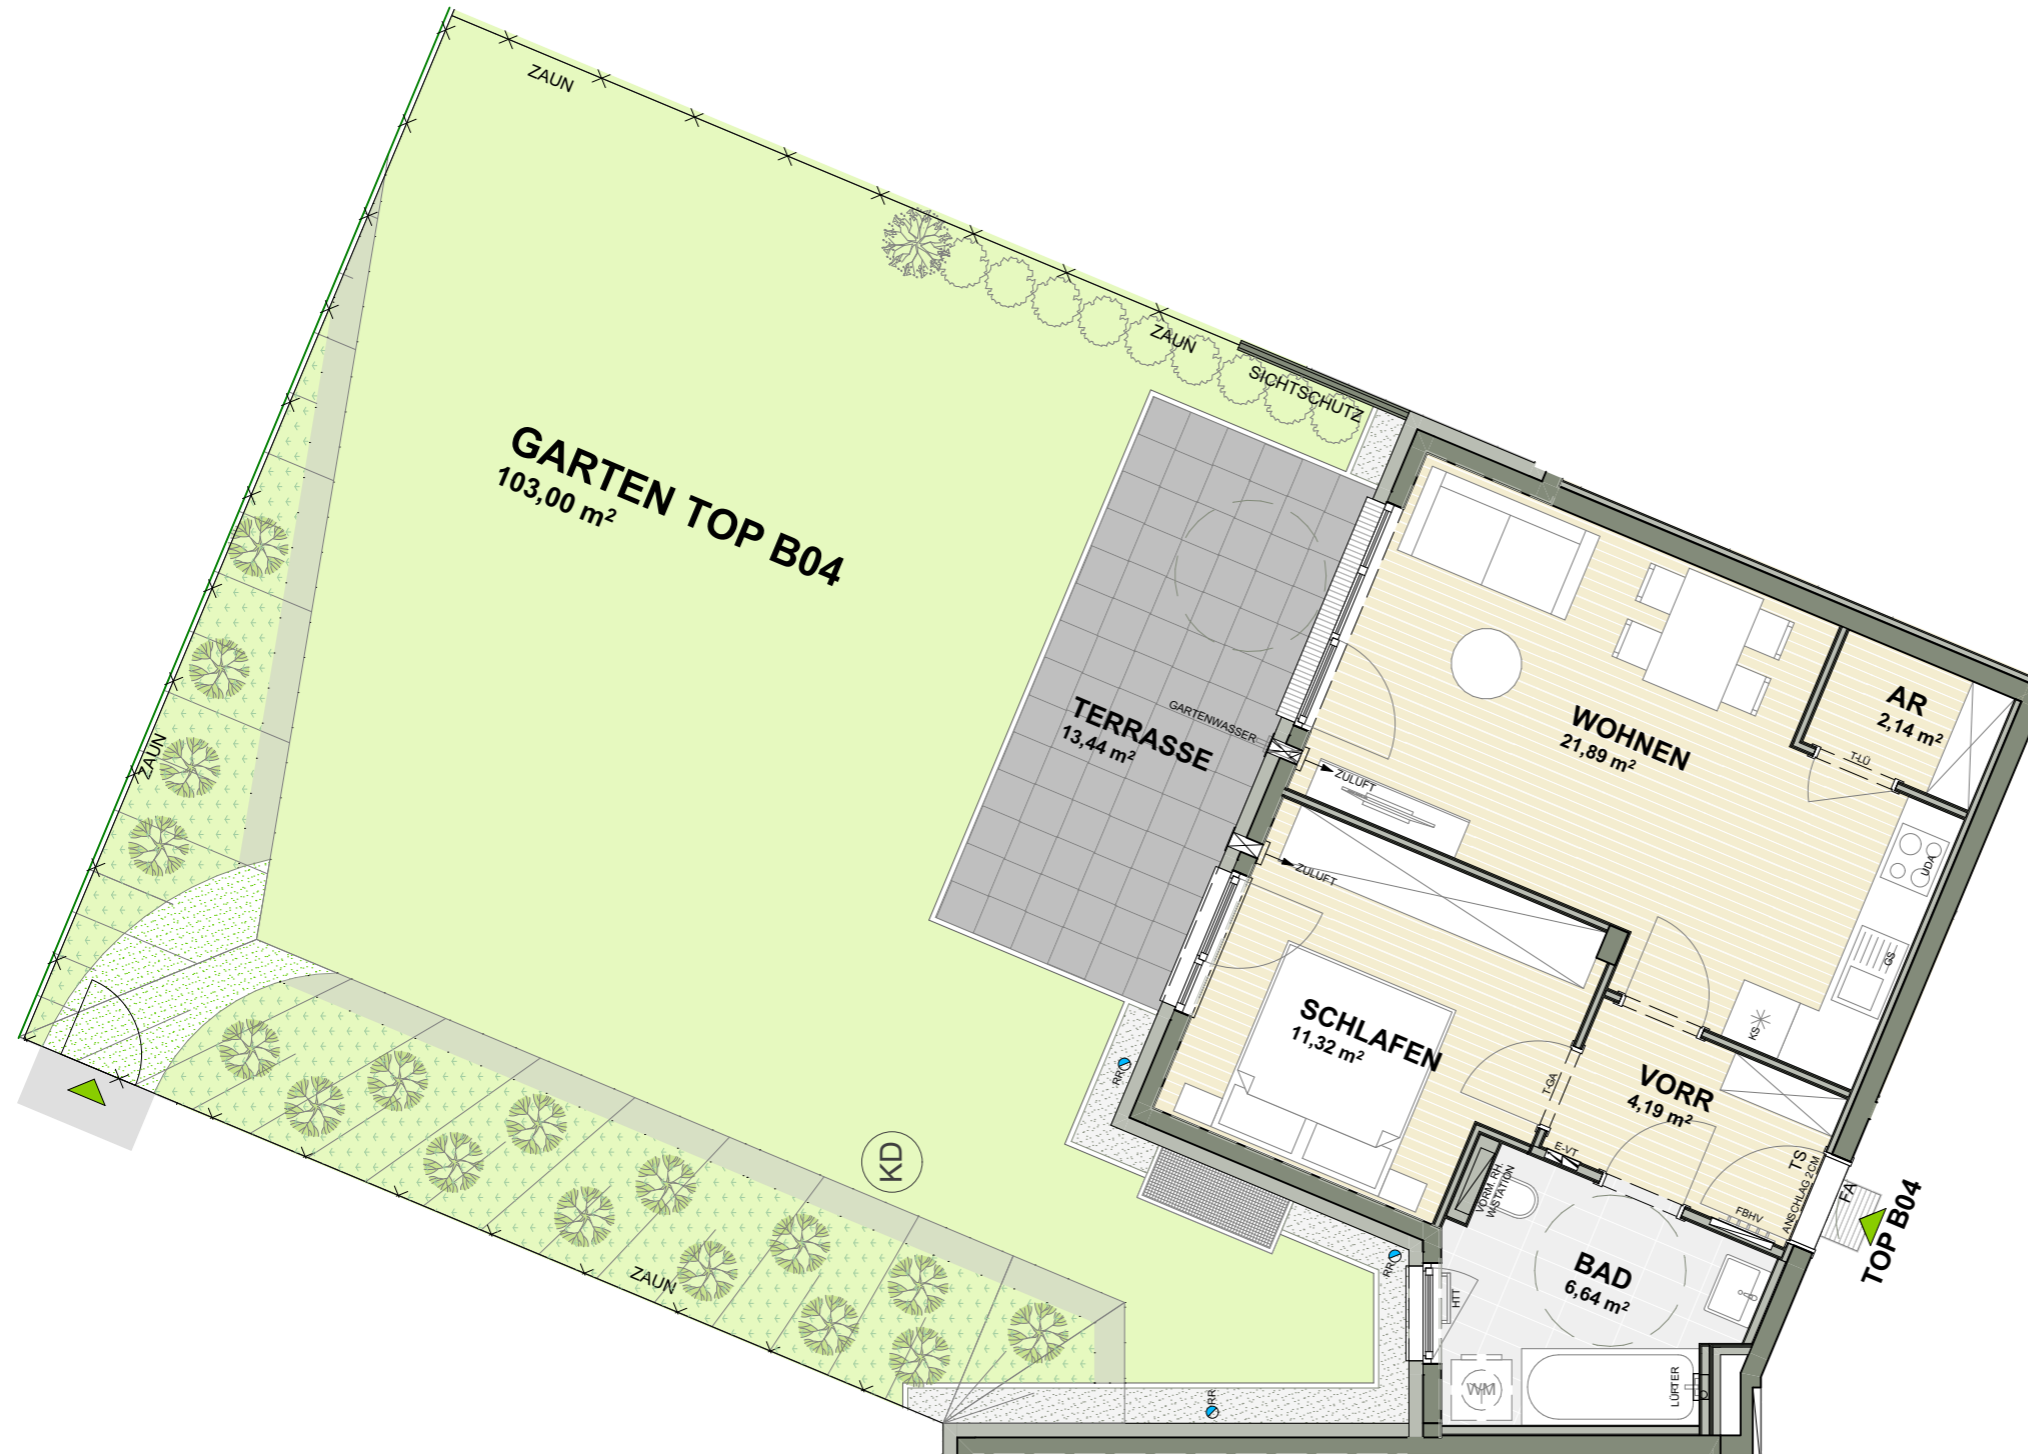 ZAUN
ZAUN
SICHTSCHUTZ
GARTEN TOP B04
103,00 m²
TERRASSE
13,44 m²
GARTENWASSER
ZULUFT
ZULUFT
WOHNEN
21,89 m²
AR
2,14 m²
T-LÜ
UDA
GS
KS
SCHLAFEN
11,32 m²
T-GA
VORR
4,19 m²
E-VT
VORM. RH.
W-STATION
TS
ANSCHLAG 2CM
FA
FBHV
TOP B04
BAD
6,64 m²
HTT
WM
LÜFTER
ZAUN
RR
KD
RR
ZAUN
RR